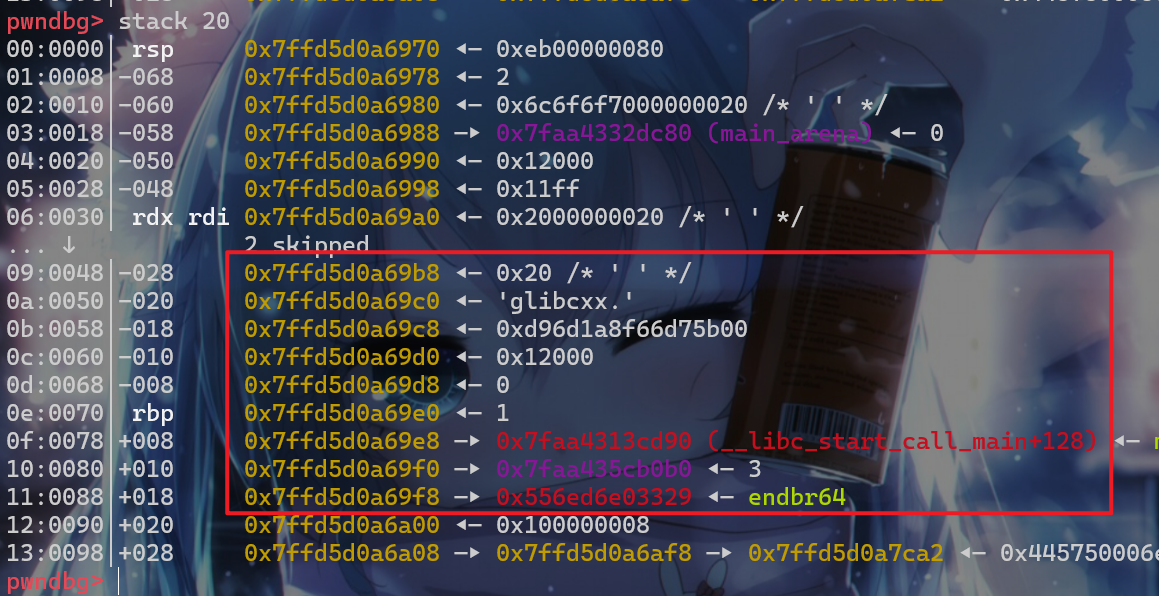 pwndbg> stack 20
00:0000│ rsp 0x7ffd5d0a6970 ◂— 0xeb00000080
01:0008│-068 0x7ffd5d0a6978 ◂— 2
02:0010│-060 0x7ffd5d0a6980 ◂— 0x6c6f6f7000000020 /* ' ' */
03:0018│-058 0x7ffd5d0a6988 —▸ 0x7faa4332dc80 (main_arena) ◂— 0
04:0020│-050 0x7ffd5d0a6990 ◂— 0x12000
05:0028│-048 0x7ffd5d0a6998 ◂— 0x11ff
06:0030│ rdx rdi 0x7ffd5d0a69a0 ◂— 0x2000000020 /* ' ' */
... ↓ 2 skipped
09:0048│-028 0x7ffd5d0a69b8 ◂— 0x20 /* ' ' */
0a:0050│-020 0x7ffd5d0a69c0 ◂— 'glibcxx.'
0b:0058│-018 0x7ffd5d0a69c8 ◂— 0xd96d1a8f66d75b00
0c:0060│-010 0x7ffd5d0a69d0 ◂— 0x12000
0d:0068│-008 0x7ffd5d0a69d8 ◂— 0
0e:0070│ rbp 0x7ffd5d0a69e0 ◂— 1
0f:0078│+008 0x7ffd5d0a69e8 —▸ 0x7faa4313cd90 (__libc_start_call_main+128) ◂—
10:0080│+010 0x7ffd5d0a69f0 —▸ 0x7faa435cb0b0 ◂— 3
11:0088│+018 0x7ffd5d0a69f8 —▸ 0x556ed6e03329 ◂— endbr64
12:0090│+020 0x7ffd5d0a6a00 ◂— 0x100000008
13:0098│+028 0x7ffd5d0a6a08 —▸ 0x7ffd5d0a6af8 —▸ 0x7ffd5d0a7ca2 ◂— 0x445750006
pwndbg>